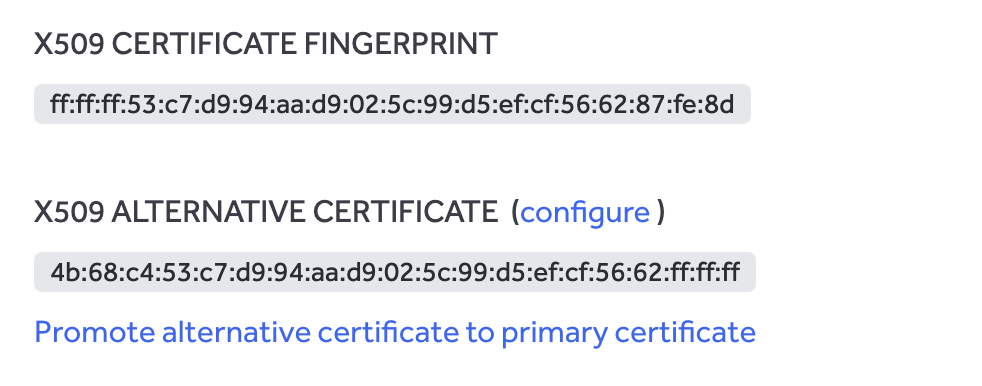 X509 CERTIFICATE FINGERPRINT
ff:ff:ff:53:c7:d9:94:aa:d9:02:5c:99:d5:ef:cf:56:62:87:fe:8d
X509 ALTERNATIVE CERTIFICATE (configure )
4b:68:c4:53:c7:d9:94:aa:d9:02:5c:99:d5:ef:cf:56:62:ff:ff:ff
Promote alternative certificate to primary certificate